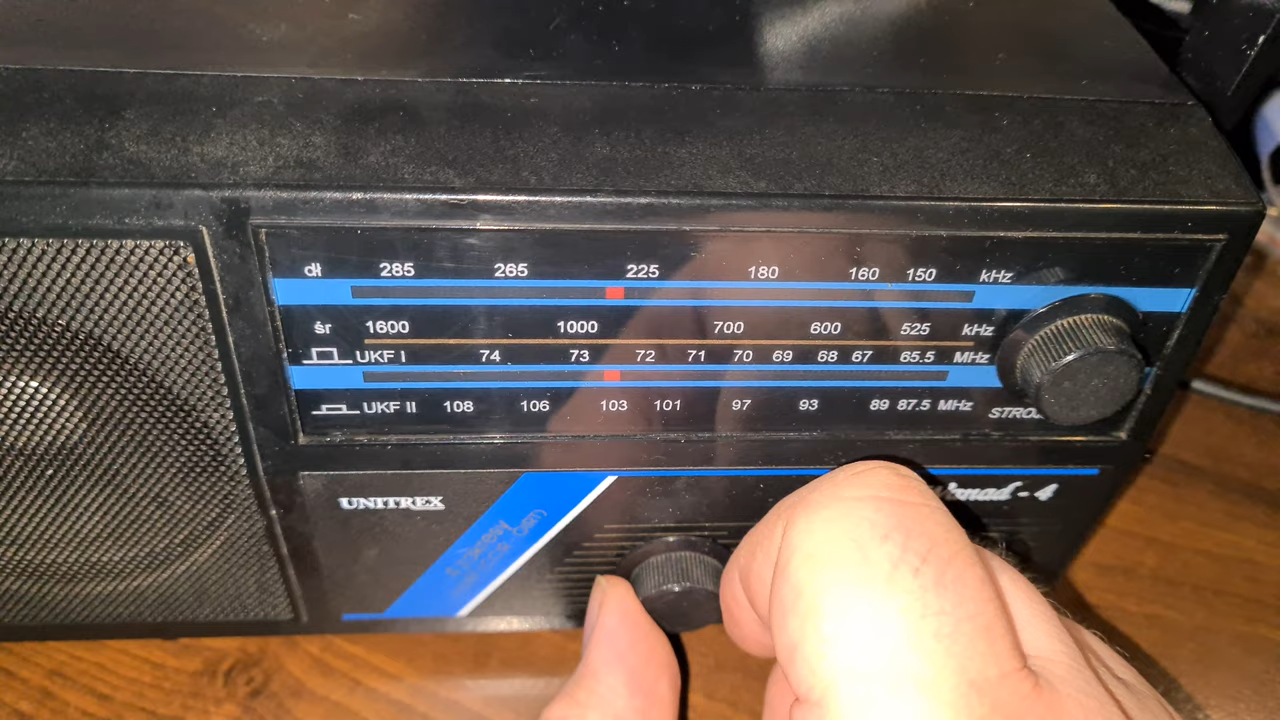 dł 285 265 225 180 160 150 kHz
śr 1600 1000 700 600 525 kHz
UKF I 74 73 72 71 70 69 68 67 65.5 MHz
UKF II 108 106 103 101 97 93 89 87.5 MHz
UNITREX
4